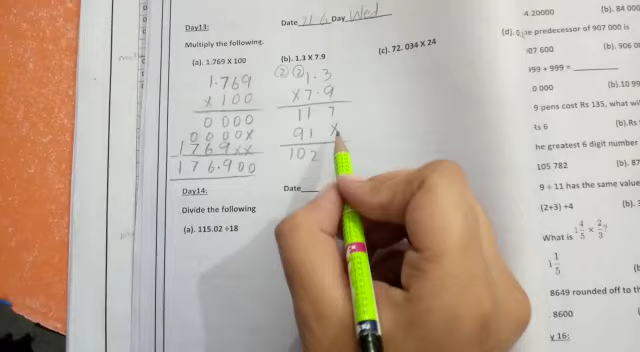 Day13:
Date 21.6 Day Wed
Multiply the following.
(a). 1.769 X 100
(b). 1.3 X 7.9
(c). 72. 034 X 24
1.769
X 100
0000
0000X
1769XX
176.900
② ② 1.3
X 7.9
117
91 X
102
Day14:
Date
Divide the following
(a). 115.02 ÷18
4.20000
(b). 84 000
predecessor of 907 000 is
07 600
(b). 906 0
999 + 999 =
0 000
(b).10 99
9 pens cost Rs 135, what wi
Rs 6
(b).Rs
he greatest 6 digit number
105 782
(b). 87
9 ÷ 11 has the same value
(2÷3) ÷4
(b).
What is 1 4/5 × 2/3?
1 1/5
8649 rounded off to th
8600
y 16: